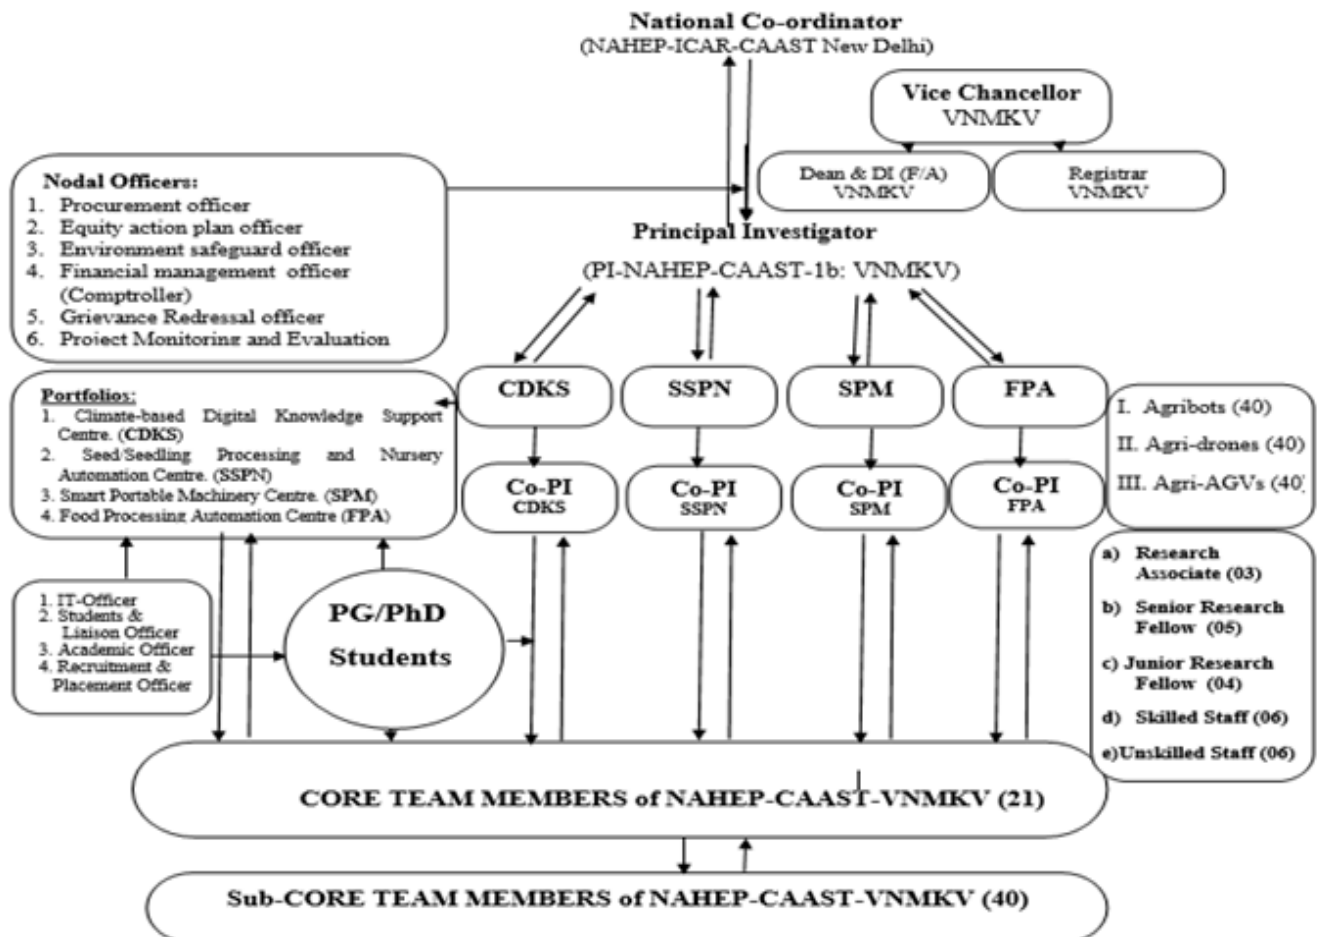 National Co-ordinator
(NAHEP-ICAR-CAAST New Delhi)
Vice Chancellor
VNMKV
Dean & DI (F/A)
VNMKV
Registrar
VNMKV
Nodal Officers:
1. Procurement officer
2. Equity action plan officer
3. Environment safeguard officer
4. Financial management officer
(Comptroller)
5. Grievance Redressal officer
6. Project Monitoring and Evaluation
Principal Investigator
(PI-NAHEP-CAAST-1b: VNMKV)
Portfolios:
1. Climate-based Digital Knowledge Support
Centre. (CDKS)
2. Seed/Seedling Processing and Nursery
Automation Centre. (SSPN)
3. Smart Portable Machinery Centre. (SPM)
4. Food Processing Automation Centre (FPA)
CDKS
SSPN
SPM
FPA
Co-PI
CDKS
Co-PI
SSPN
Co-PI
SPM
Co-PI
FPA
I. Agribots (40)
II. Agri-drones (40)
III. Agri-AGVs (40)
1. IT-Officer
2. Students &
Liaison Officer
3. Academic Officer
4. Recruitment &
Placement Officer
PG/PhD
Students
a) Research
Associate (03)
b) Senior Research
Fellow (05)
c) Junior Research
Fellow (04)
d) Skilled Staff (06)
e)Unskilled Staff (06)
CORE TEAM MEMBERS of NAHEP-CAAST-VNMKV (21)
Sub-CORE TEAM MEMBERS of NAHEP-CAAST-VNMKV (40)